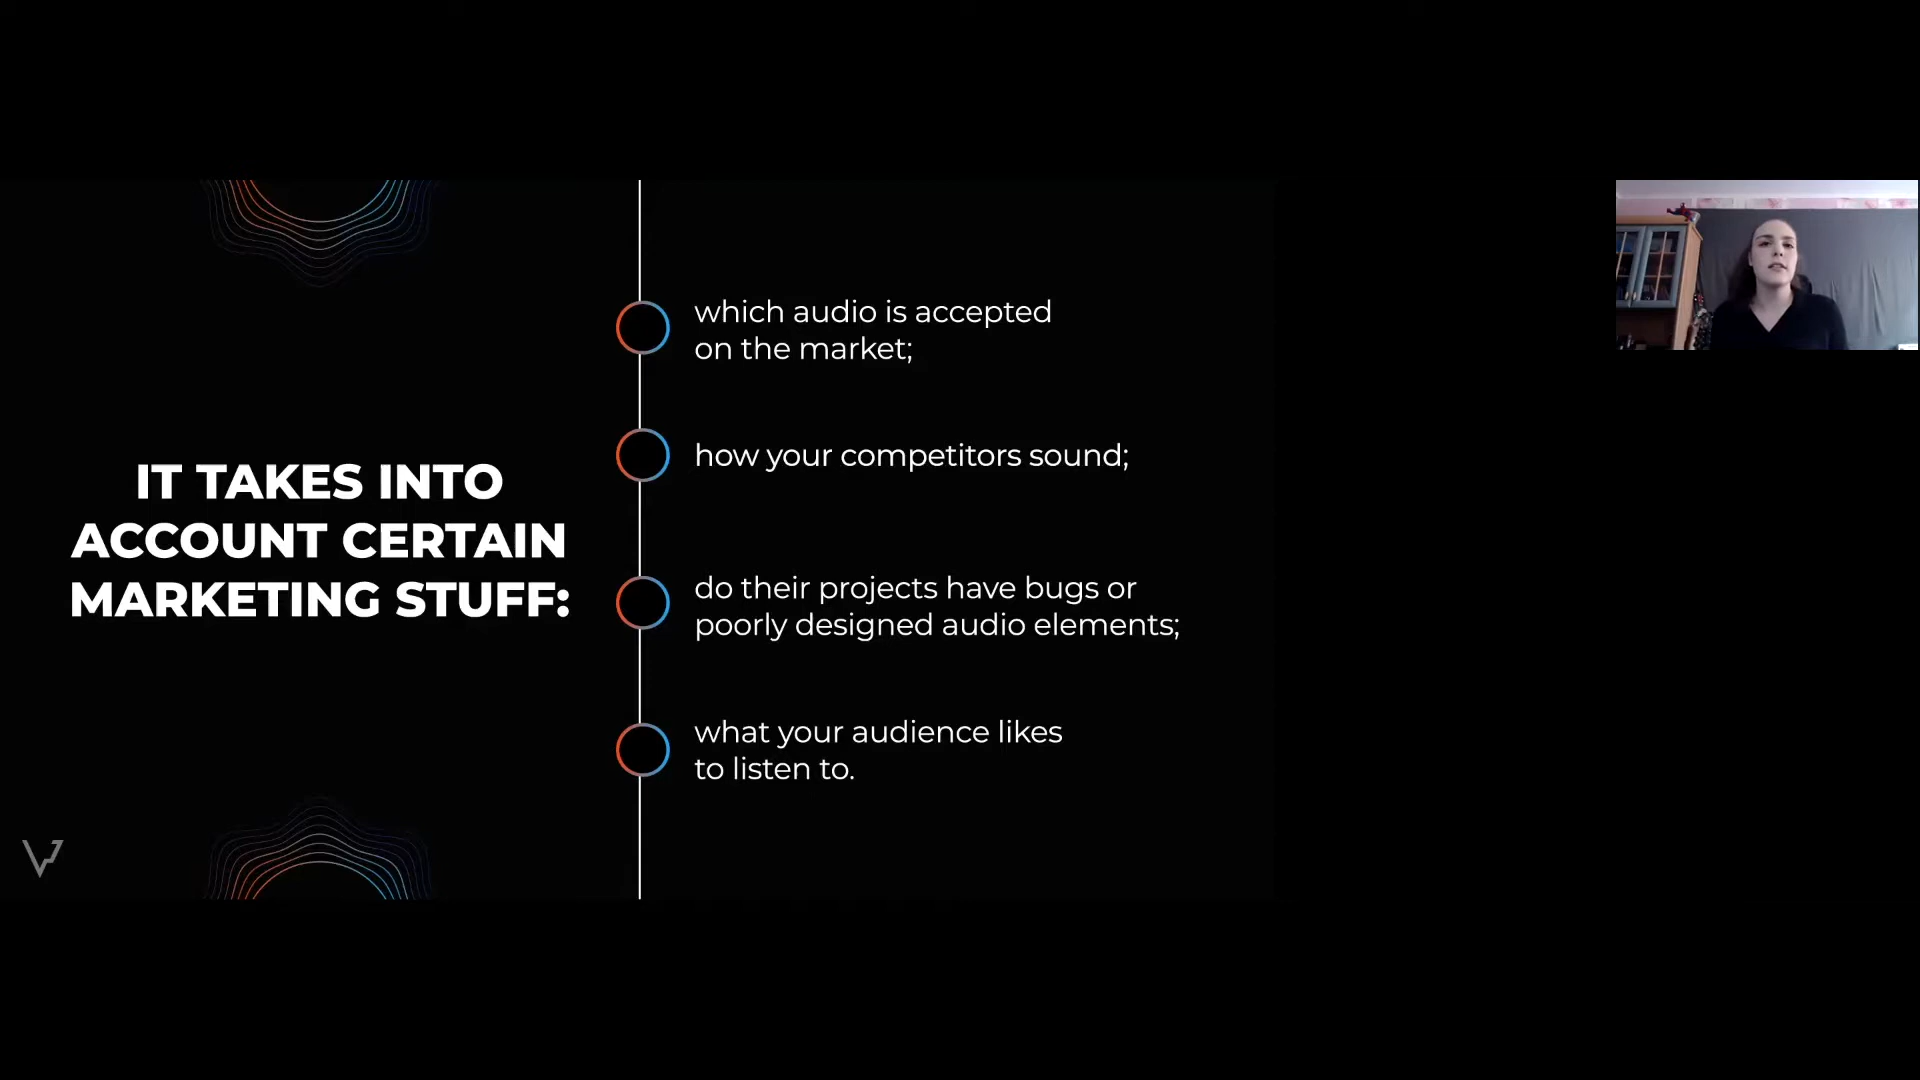 IT TAKES INTO
ACCOUNT CERTAIN
MARKETING STUFF:
which audio is accepted
on the market;
how your competitors sound;
do their projects have bugs or
poorly designed audio elements;
what your audience likes
to listen to.